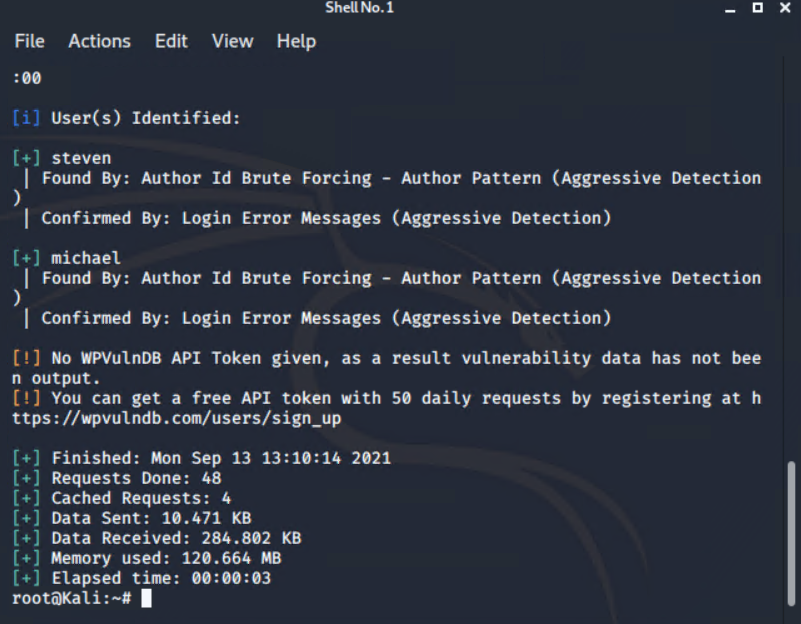 Shell No.1
File Actions Edit View Help
:00
[i] User(s) Identified:
[+] steven
| Found By: Author Id Brute Forcing - Author Pattern (Aggressive Detection
)
| Confirmed By: Login Error Messages (Aggressive Detection)
[+] michael
| Found By: Author Id Brute Forcing - Author Pattern (Aggressive Detection
)
| Confirmed By: Login Error Messages (Aggressive Detection)
[!] No WPVulnDB API Token given, as a result vulnerability data has not bee
n output.
[!] You can get a free API token with 50 daily requests by registering at h
ttps://wpvulndb.com/users/sign_up
[+] Finished: Mon Sep 13 13:10:14 2021
[+] Requests Done: 48
[+] Cached Requests: 4
[+] Data Sent: 10.471 KB
[+] Data Received: 284.802 KB
[+] Memory used: 120.664 MB
[+] Elapsed time: 00:00:03
root@Kali:~#